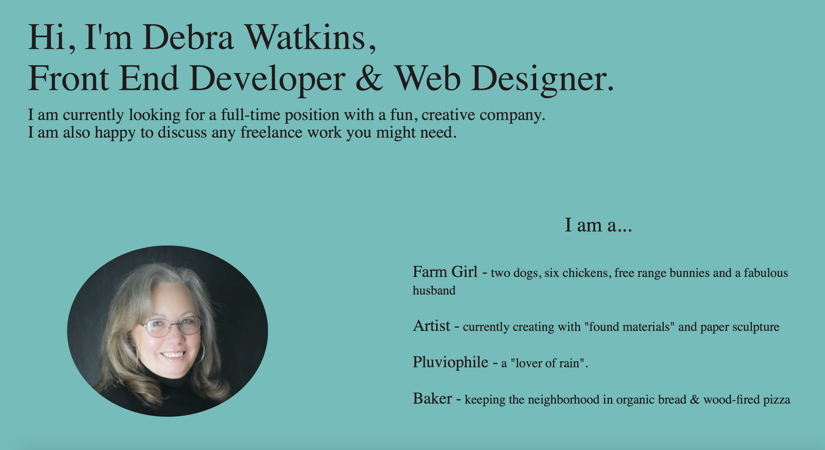 Hi, I'm Debra Watkins,
Front End Developer & Web Designer.
I am currently looking for a full-time position with a fun, creative company.
I am also happy to discuss any freelance work you might need.
I am a...
Farm Girl - two dogs, six chickens, free range bunnies and a fabulous
husband
Artist - currently creating with "found materials" and paper sculpture
Pluviophile - a "lover of rain".
Baker - keeping the neighborhood in organic bread & wood-fired pizza